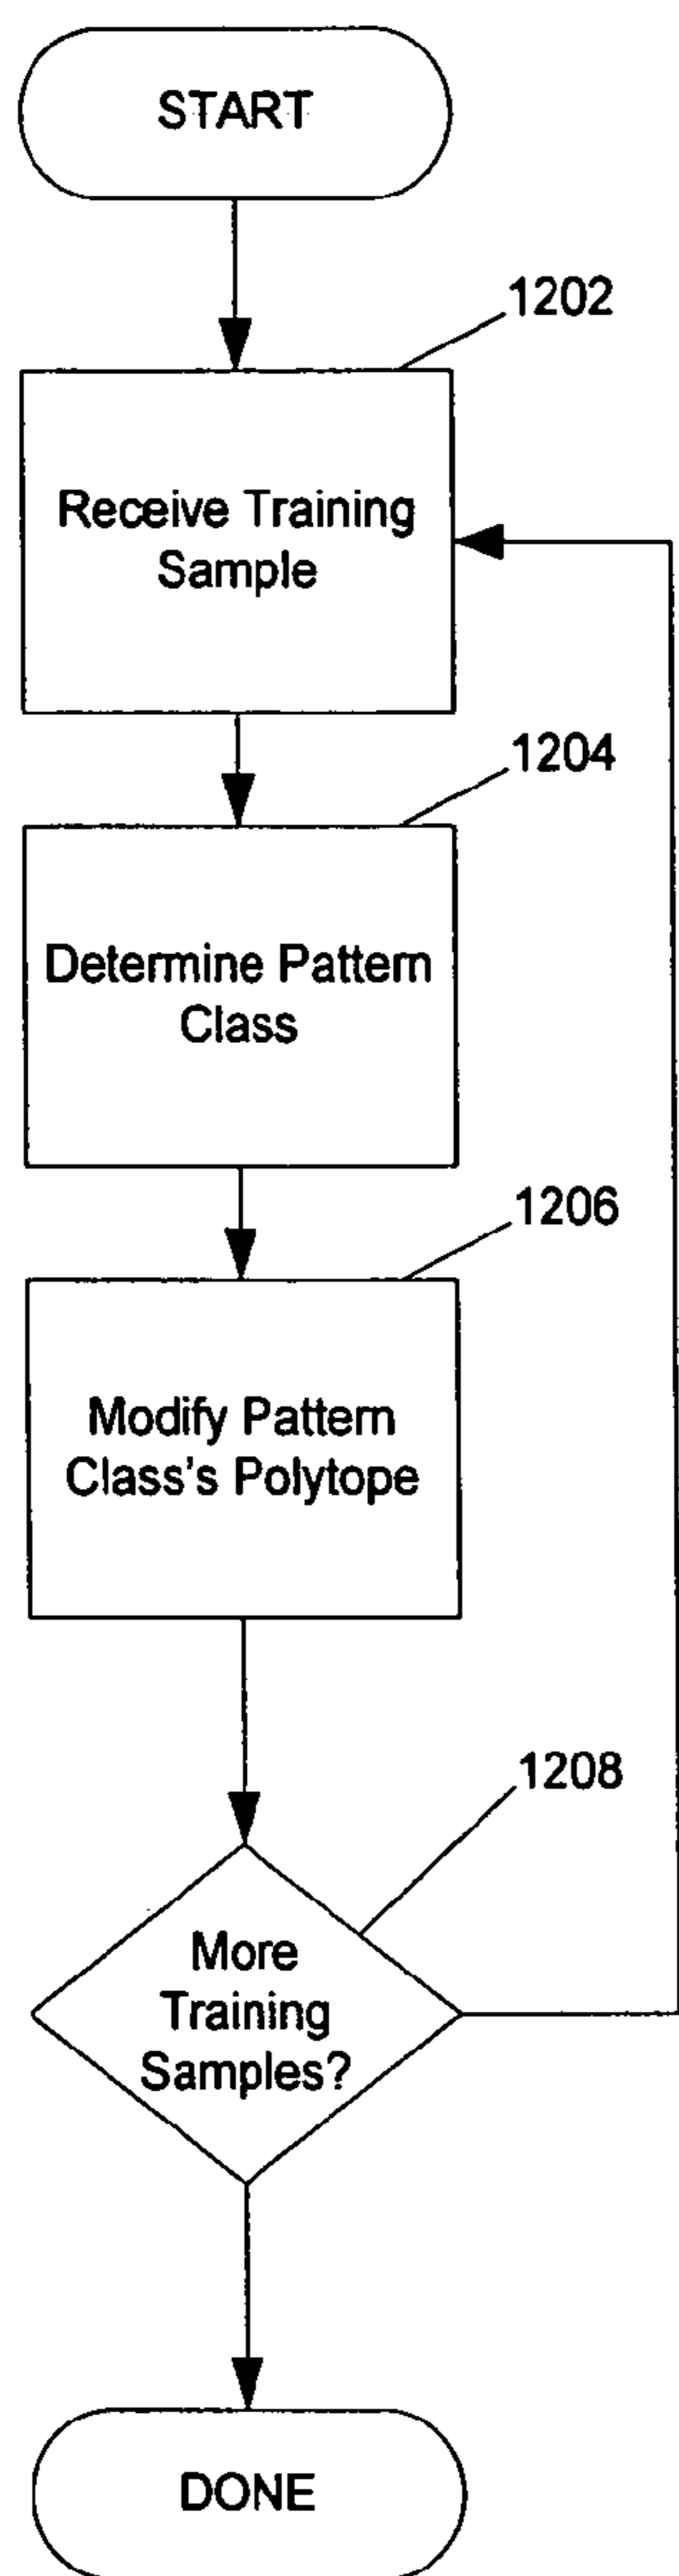 START
1202
Receive Training
Sample
1204
Determine Pattern
Class
1206
Modify Pattern
Class's Polytope
1208
More
Training
Samples?
DONE